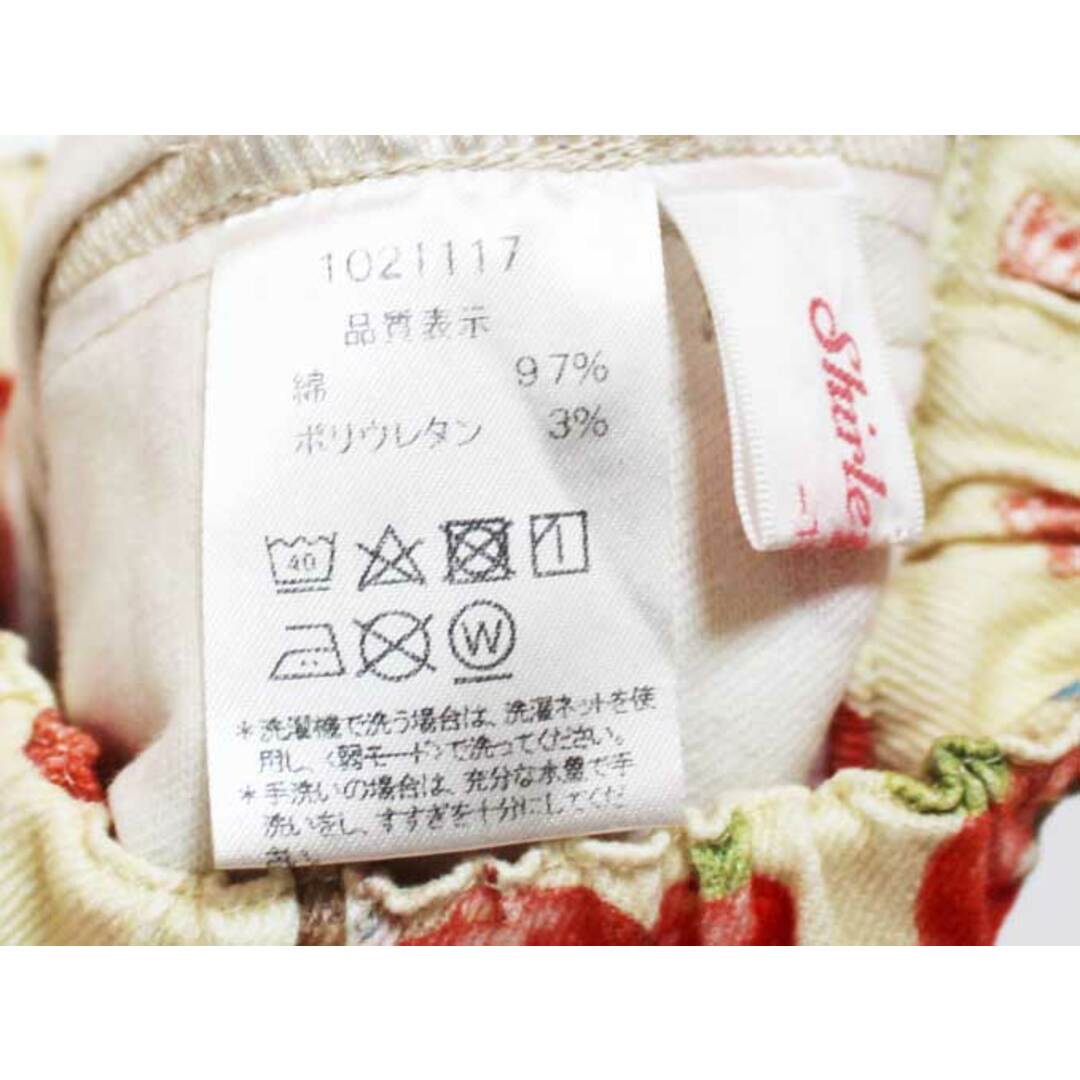 1021117
品質表示
綿 97%
ポリウレタン 3%
40
W
*洗濯機で洗う場合は、洗濯ネットを使
用し、〈弱モード〉で洗ってください。
*手洗いの場合は、充分な水量で手
洗いをし、すすぎを十分にしてくだ
さい。
Shirle